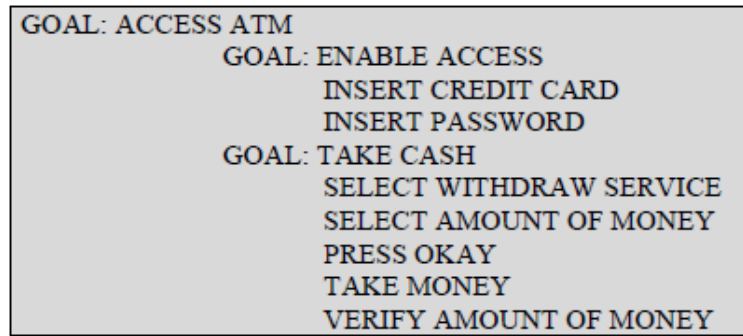 GOAL: ACCESS ATM
GOAL: ENABLE ACCESS
INSERT CREDIT CARD
INSERT PASSWORD
GOAL: TAKE CASH
SELECT WITHDRAW SERVICE
SELECT AMOUNT OF MONEY
PRESS OKAY
TAKE MONEY
VERIFY AMOUNT OF MONEY